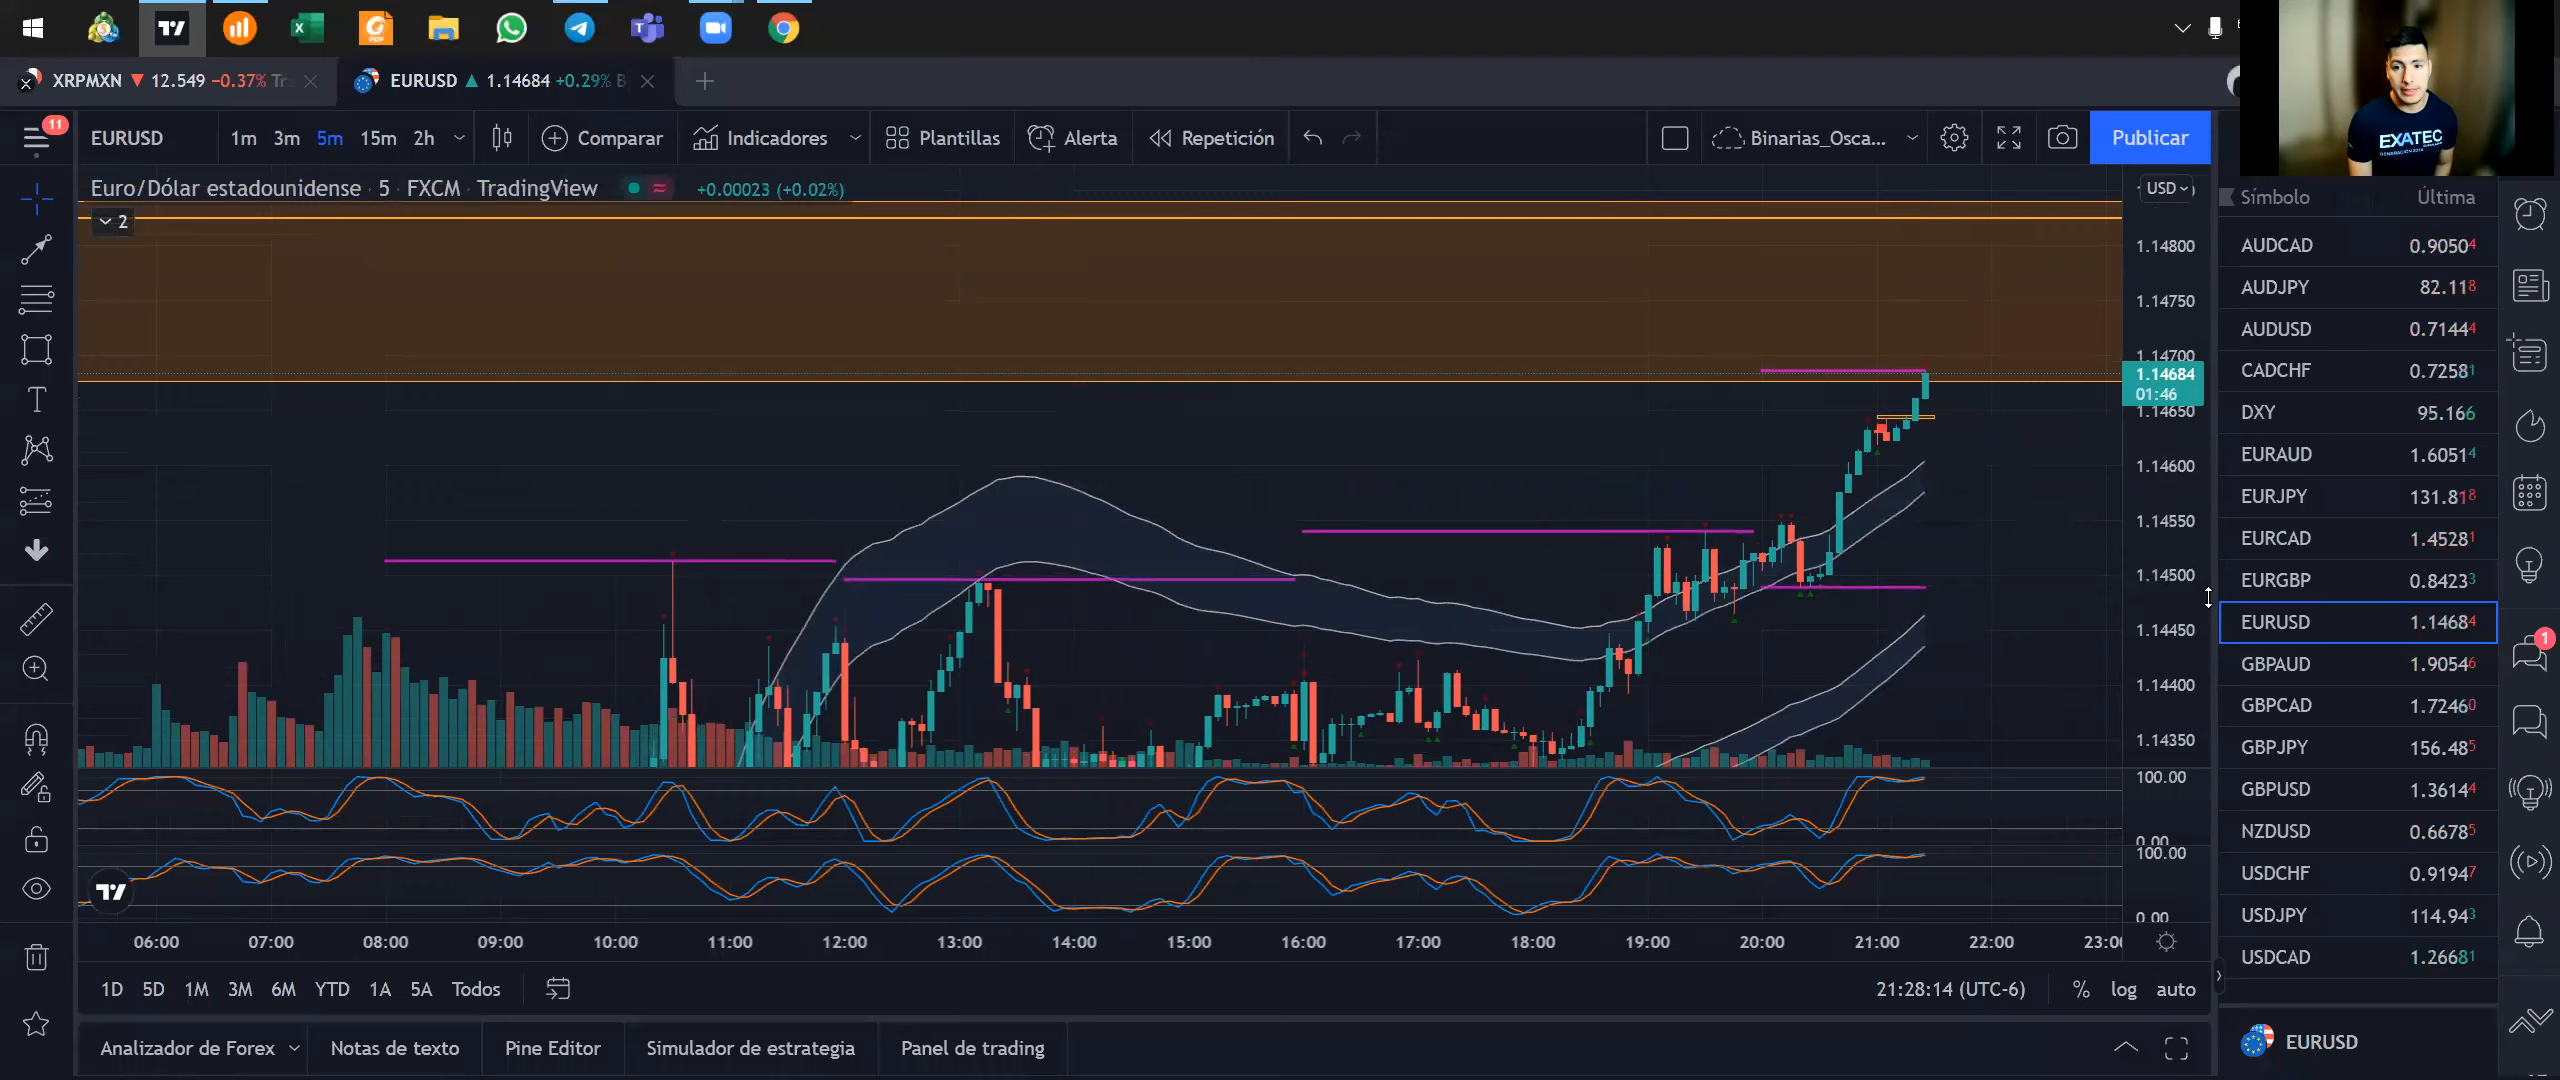 XRPMXN ▼ 12.549 −0.37%
EURUSD ▲ 1.14684 +0.29% B
11
EURUSD
1m 3m 5m 15m 2h
Comparar
Indicadores
Plantillas
Alerta
Repetición
Binarias_Osca...
Publicar
EXATEC
Euro/Dólar estadounidense · 5 · FXCM · TradingView
+0.00023 (+0.02%)
2
USD
1.14800
1.14750
1.14700
1.14684
01:46
1.14650
1.14600
1.14550
1.14500
1.14450
1.14400
1.14350
100.00
0.00
100.00
0.00
06:00 07:00 08:00 09:00 10:00 11:00 12:00 13:00 14:00 15:00 16:00 17:00 18:00 19:00 20:00 21:00 22:00 23:0
1D 5D 1M 3M 6M YTD 1A 5A Todos
21:28:14 (UTC-6)
% log auto
Analizador de Forex
Notas de texto
Pine Editor
Simulador de estrategia
Panel de trading
Símbolo Última
AUDCAD 0.90504
AUDJPY 82.118
AUDUSD 0.71444
CADCHF 0.72581
DXY 95.166
EURAUD 1.60514
EURJPY 131.818
EURCAD 1.45281
EURGBP 0.84233
EURUSD 1.14684
GBPAUD 1.90546
GBPCAD 1.72460
GBPJPY 156.485
GBPUSD 1.36144
NZDUSD 0.66785
USDCHF 0.91947
USDJPY 114.943
USDCAD 1.26681
1
EURUSD